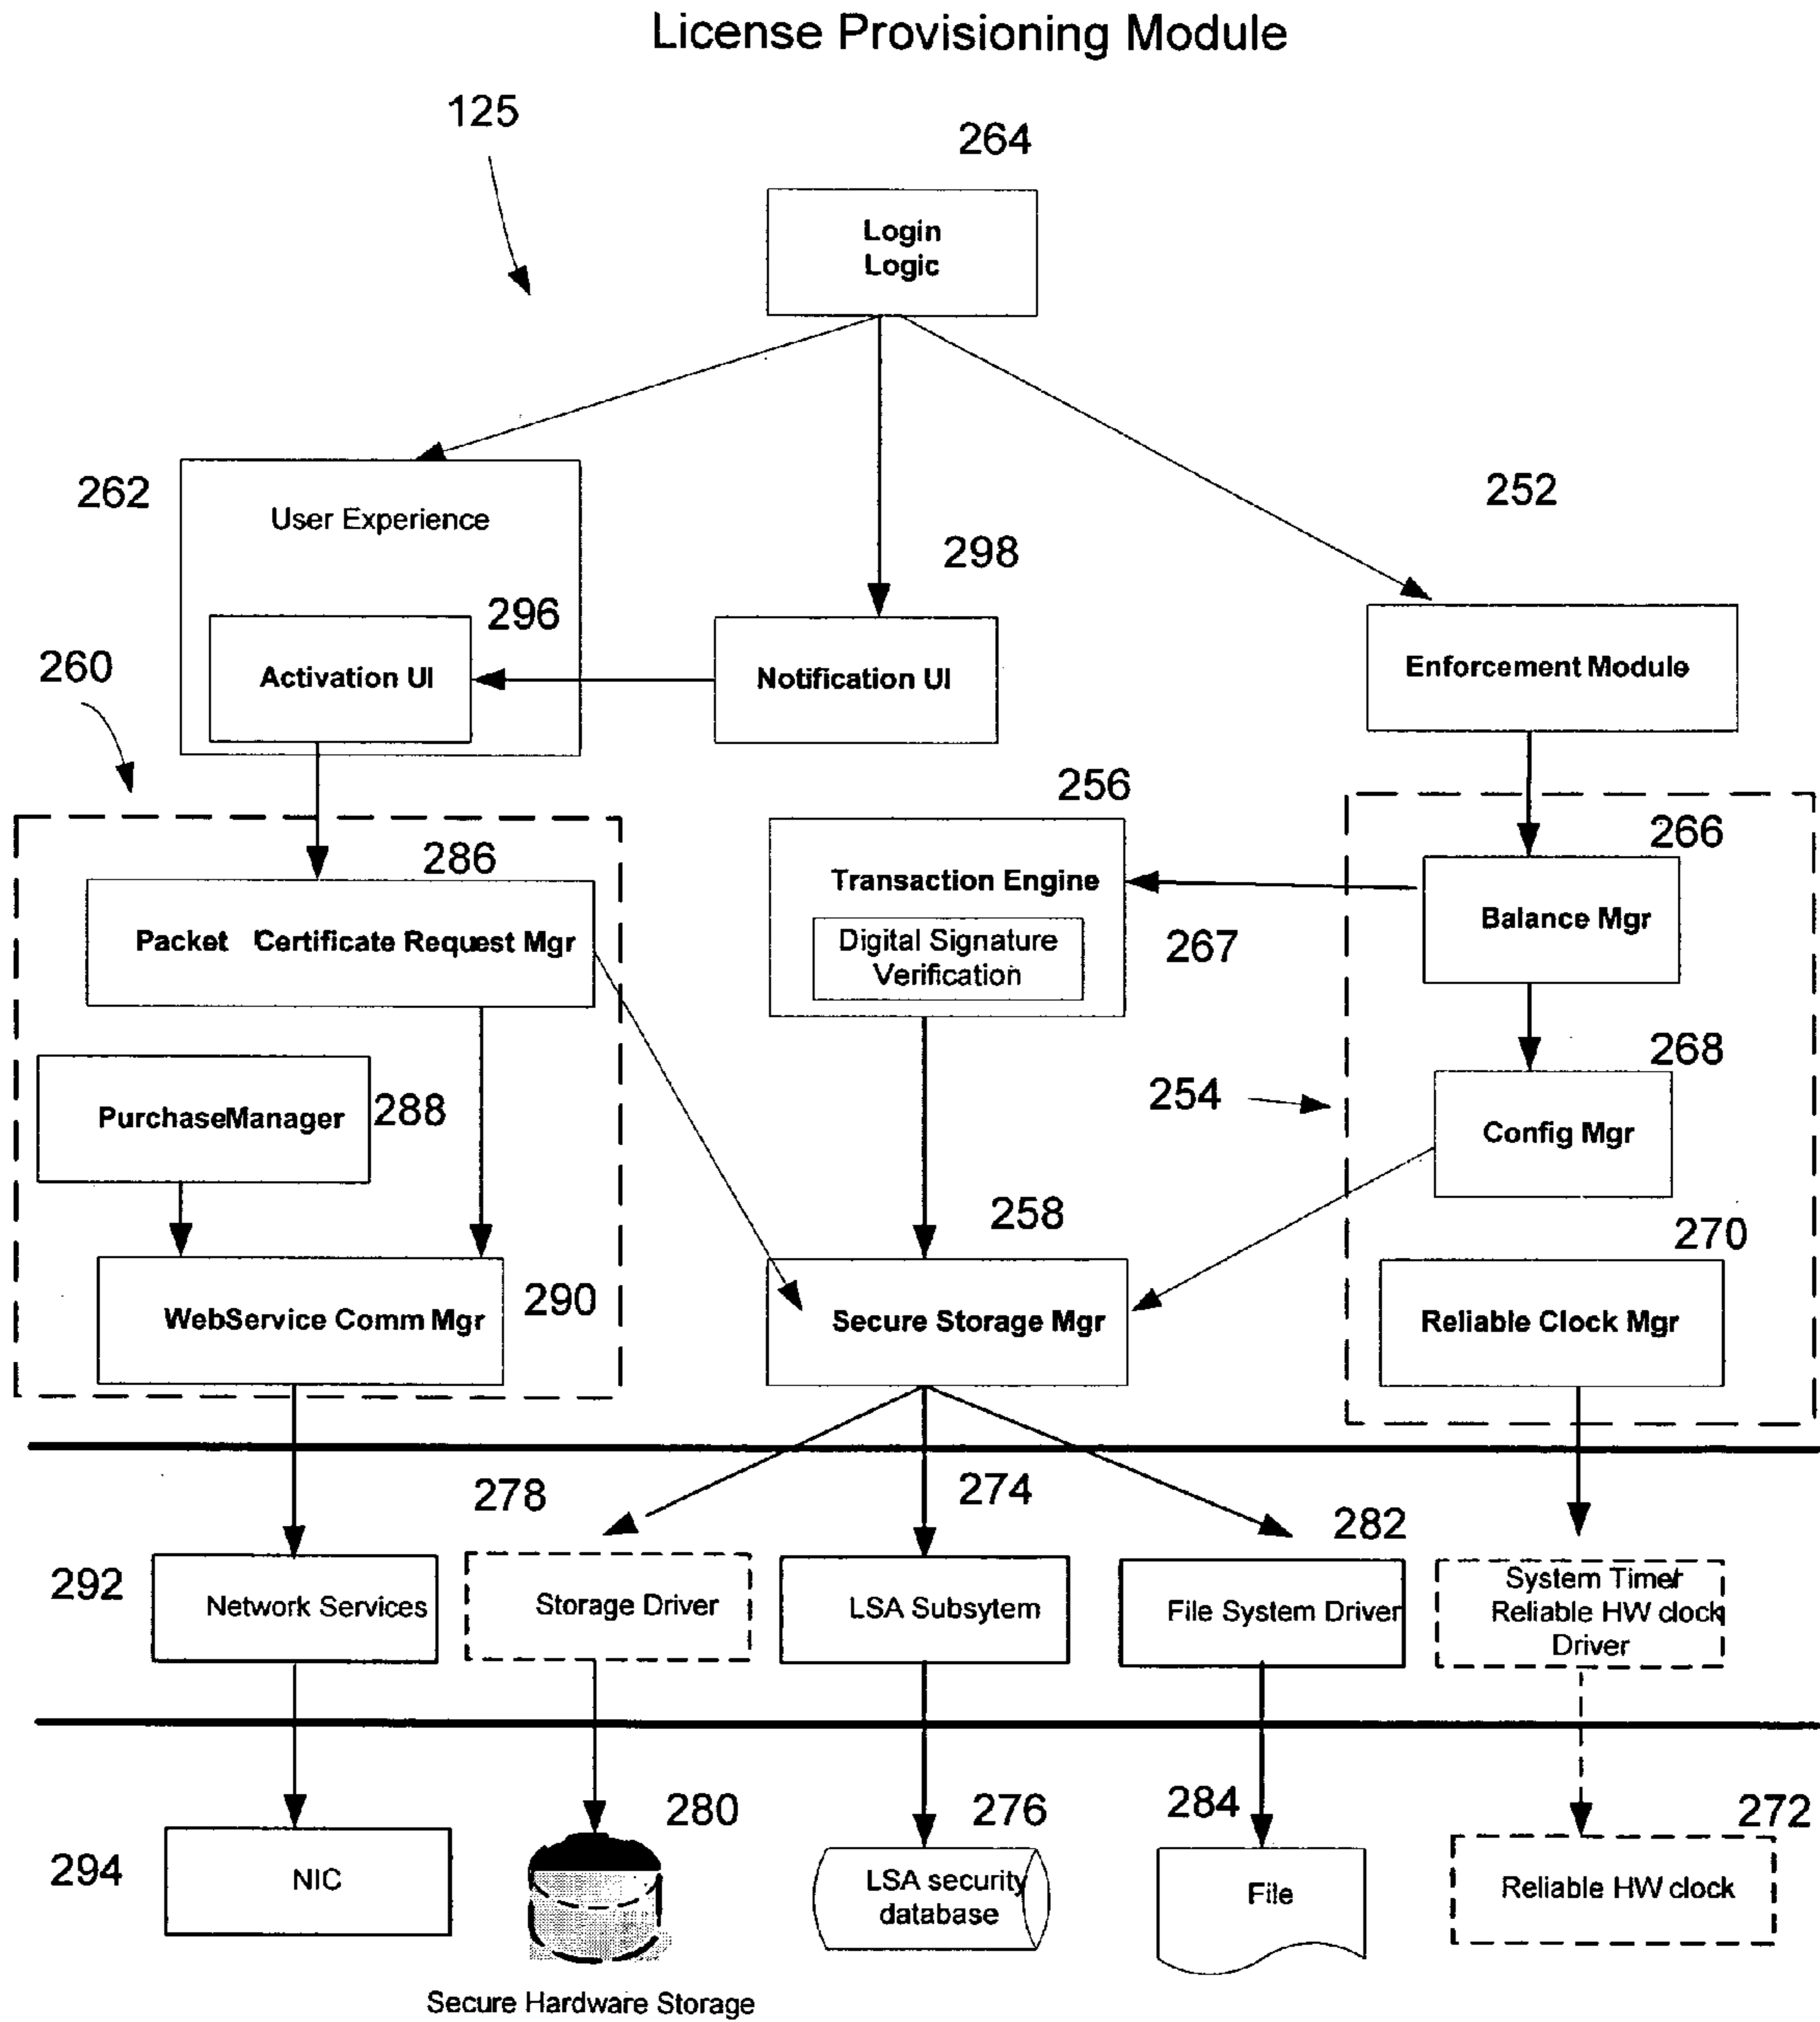 License Provisioning Module
125
264
Login
Logic
262
User Experience
252
298
296
Activation UI
Notification UI
Enforcement Module
260
256
266
286
Transaction Engine
Balance Mgr
Packet Certificate Request Mgr
Digital Signature
Verification
267
268
PurchaseManager
288
254
Config Mgr
258
270
WebService Comm Mgr
290
Secure Storage Mgr
Reliable Clock Mgr
278
274
282
292
Network Services
Storage Driver
LSA Subsytem
File System Driver
System Timer
Reliable HW clock
Driver
280
276
284
272
294
NIC
LSA security
database
File
Reliable HW clock
Secure Hardware Storage